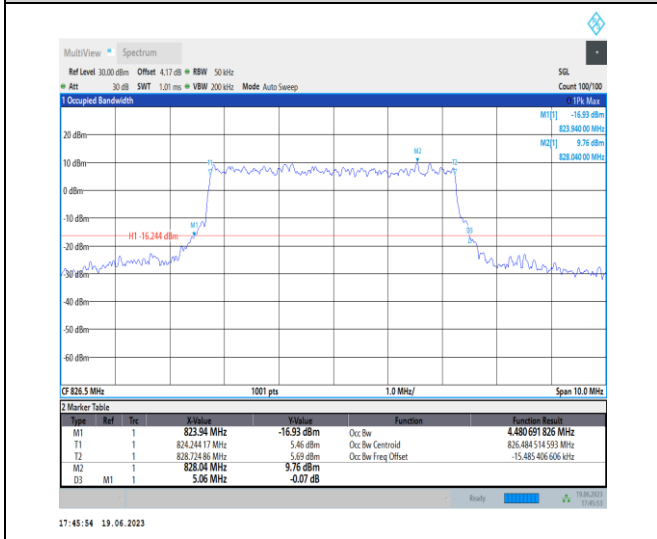 MultiView Spectrum
Ref Level 30.00 dBm Offset 4.17 dB RBW 50 kHz SGL
Att 30 dB SWT 1.01 ms VBW 200 kHz Mode Auto Sweep Count 100/100
1 Occupied Bandwidth 1Pk Max
M1[1] -16.93 dBm
823.940 00 MHz
M2[1] 9.76 dBm
828.040 00 MHz
20 dBm
M2
10 dBm T1 T2
0 dBm
-10 dBm
M1
H1 -16.244 dBm D3
-20 dBm
-30 dBm
-40 dBm
-50 dBm
-60 dBm
CF 826.5 MHz 1001 pts 1.0 MHz/ Span 10.0 MHz
2 Marker Table
Type Ref Trc X-Value Y-Value Function Function Result
M1 1 823.94 MHz -16.93 dBm Occ Bw 4.480 691 826 MHz
T1 1 824.244 17 MHz 5.46 dBm Occ Bw Centroid 826.484 514 593 MHz
T2 1 828.724 86 MHz 5.69 dBm Occ Bw Freq Offset -15.485 406 606 kHz
M2 1 828.04 MHz 9.76 dBm
D3 M1 1 5.06 MHz -0.07 dB
Ready 19.06.2023
17:45:53
17:45:54 19.06.2023